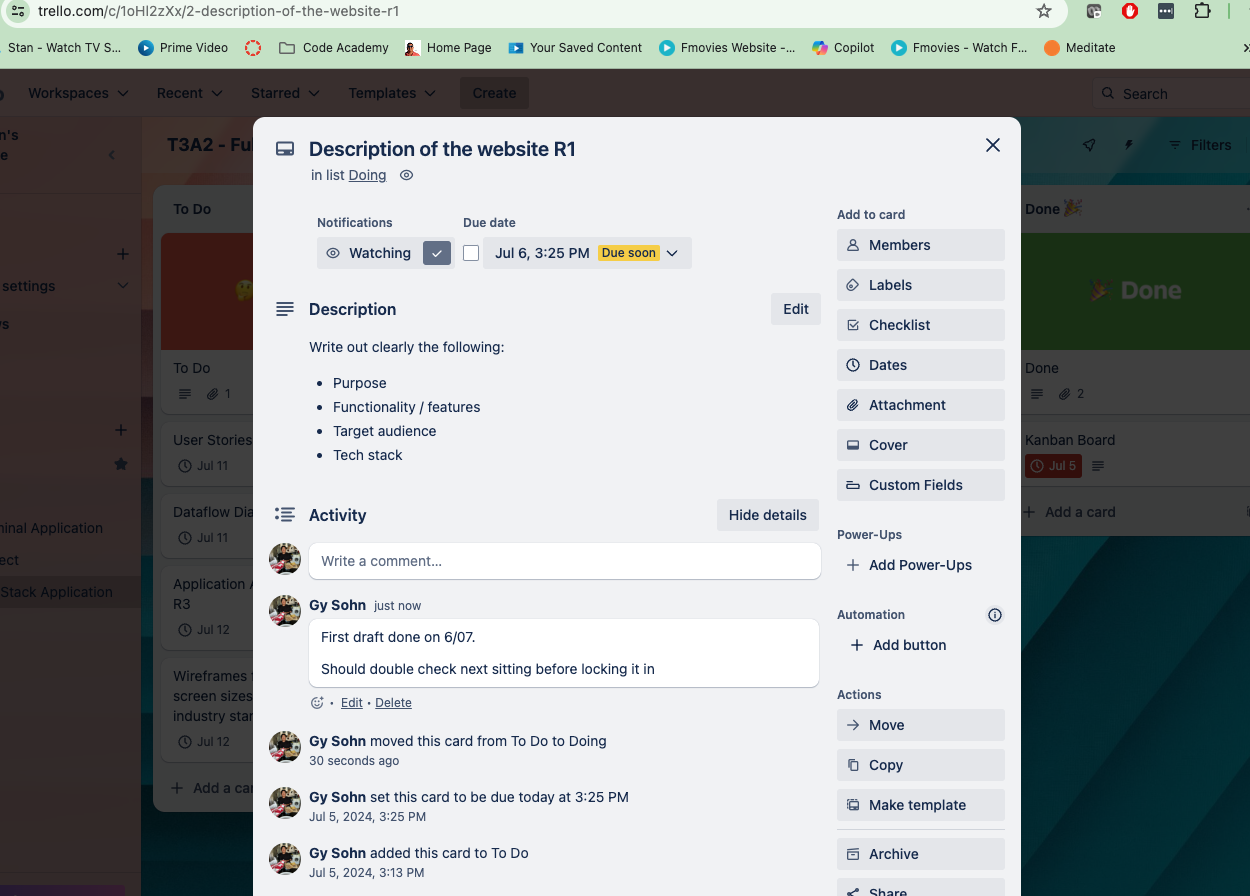 trello.com/c/1oHl2zXx/2-description-of-the-website-r1
Stan - Watch TV S... Prime Video Code Academy Home Page Your Saved Content Fmovies Website -... Copilot Fmovies - Watch F... Meditate
Workspaces Recent Starred Templates Create Search
n's
e
T3A2 - Ful
Filters
settings
s
ninal Application
ect
Stack Application
To Do
To Do
1
User Stories
Jul 11
Dataflow Dia
Jul 11
Application A
R3
Jul 12
Wireframes
screen sizes
industry star
Jul 12
Add a car
Description of the website R1
in list Doing
Notifications Due date
Watching Jul 6, 3:25 PM Due soon
Description Edit
Write out clearly the following:
• Purpose
• Functionality / features
• Target audience
• Tech stack
Activity Hide details
Write a comment…
Gy Sohn just now
First draft done on 6/07.
Should double check next sitting before locking it in
• Edit • Delete
Gy Sohn moved this card from To Do to Doing
30 seconds ago
Gy Sohn set this card to be due today at 3:25 PM
Jul 5, 2024, 3:25 PM
Gy Sohn added this card to To Do
Jul 5, 2024, 3:13 PM
Add to card
Members
Labels
Checklist
Dates
Attachment
Cover
Custom Fields
Power-Ups
Add Power-Ups
Automation
Add button
Actions
Move
Copy
Make template
Archive
Share
Done 🎉
🎉 Done
Done
2
Kanban Board
Jul 5
Add a card